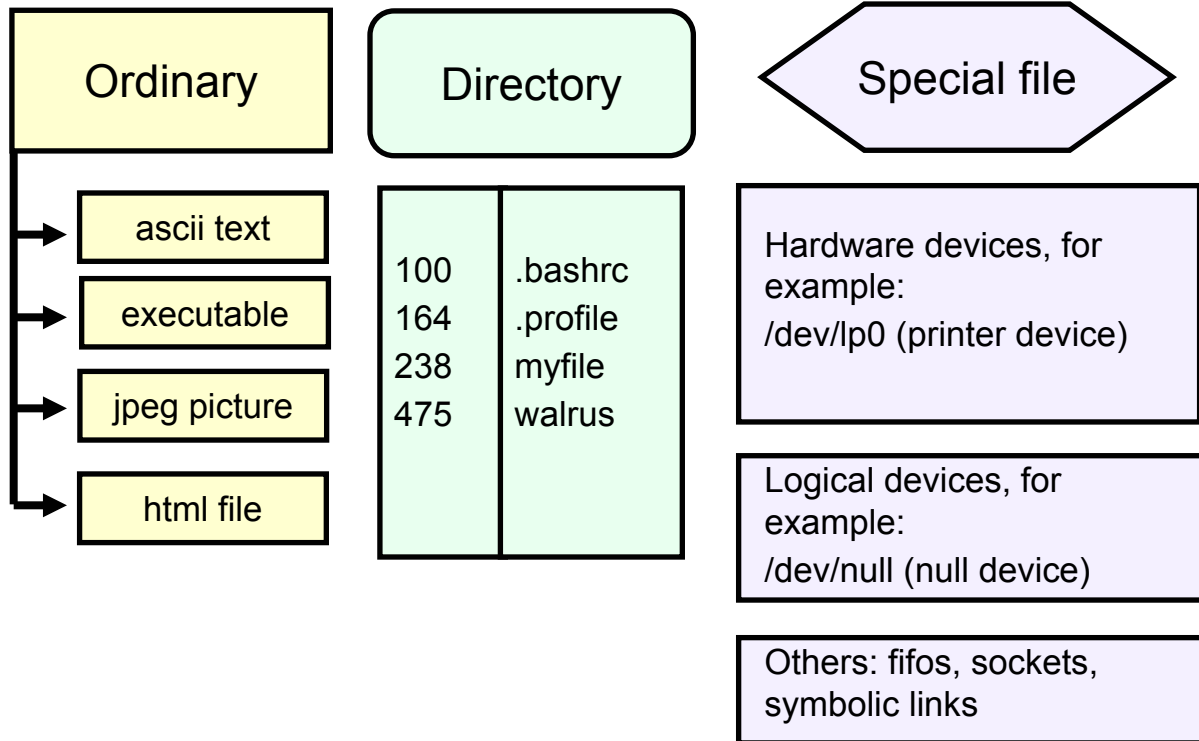 Ordinary
ascii text
executable
jpeg picture
html file
Directory
100 .bashrc
164 .profile
238 myfile
475 walrus
Special file
Hardware devices, for
example:
/dev/lp0 (printer device)
Logical devices, for
example:
/dev/null (null device)
Others: fifos, sockets,
symbolic links